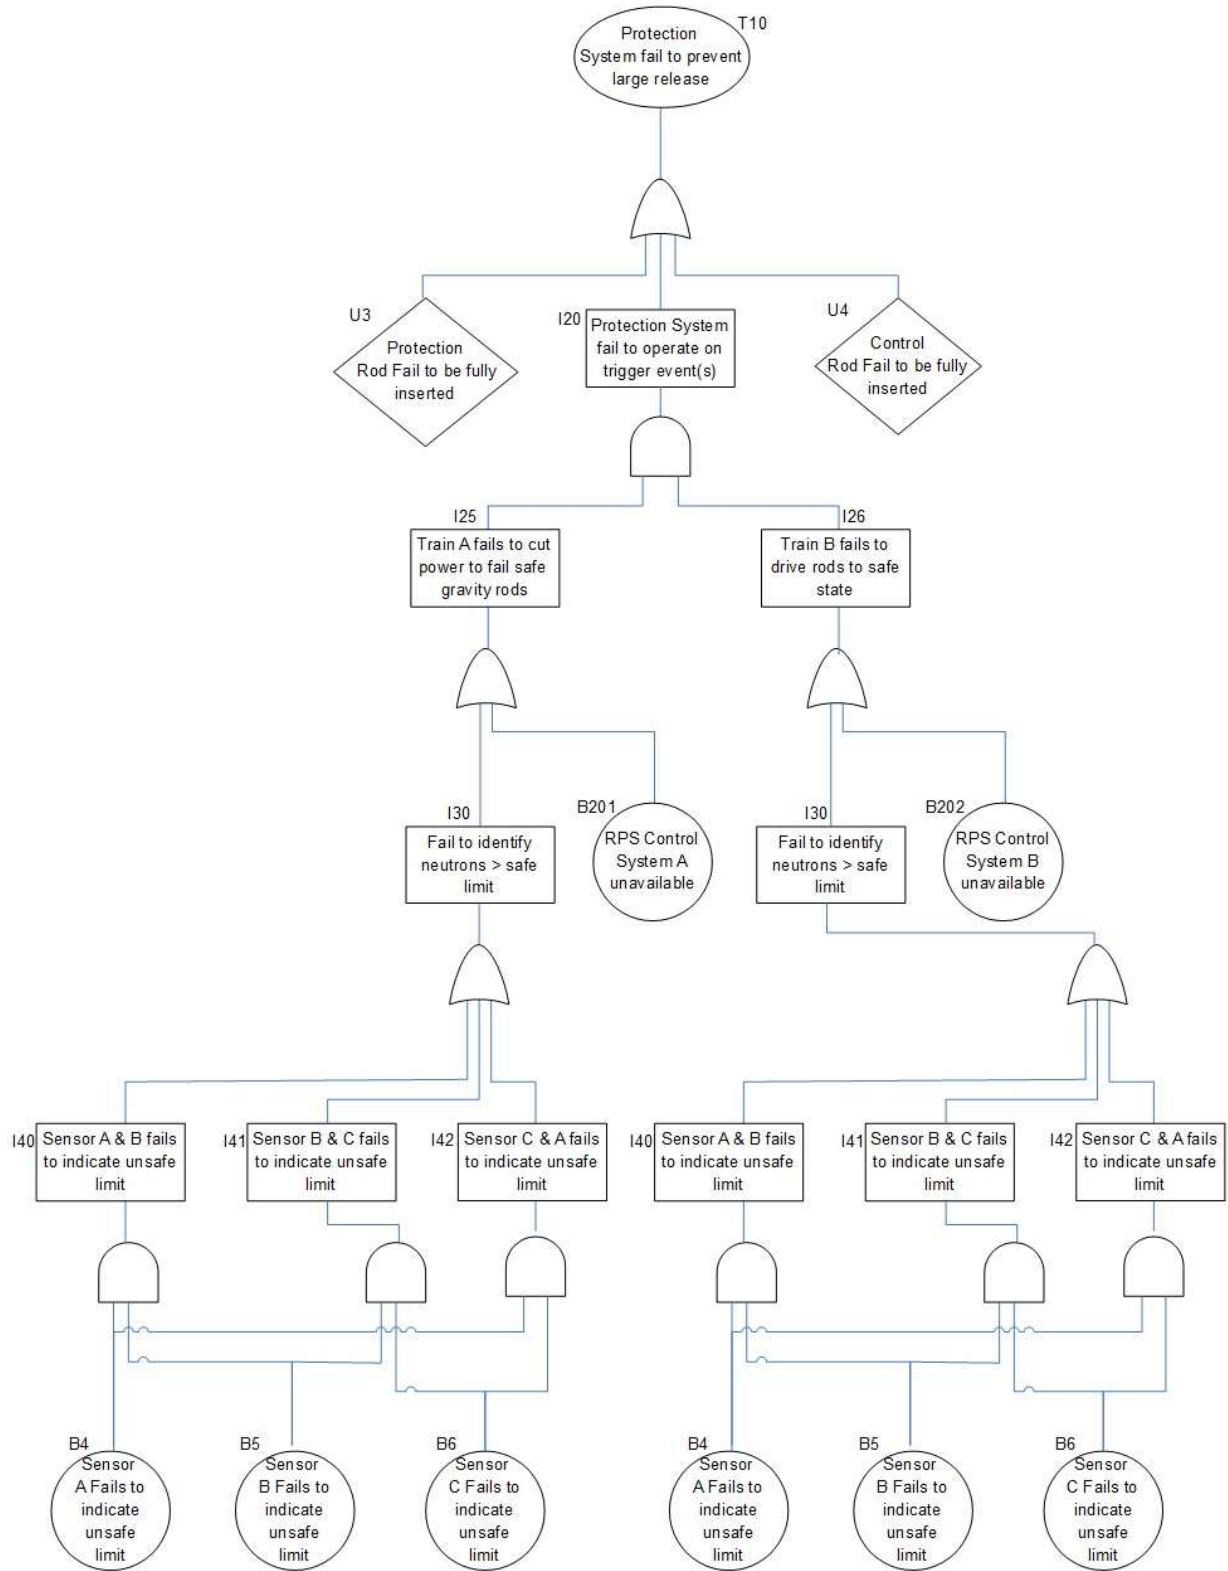 T10
Protection
System fail to prevent
large release
U3
Protection
Rod Fail to be fully
inserted
I20
Protection System
fail to operate on
trigger event(s)
U4
Control
Rod Fail to be fully
inserted
I25
Train A fails to cut
power to fail safe
gravity rods
I26
Train B fails to
drive rods to safe
state
I30
Fail to identify
neutrons > safe
limit
B201
RPS Control
System A
unavailable
I30
Fail to identify
neutrons > safe
limit
B202
RPS Control
System B
unavailable
I40
Sensor A & B fails
to indicate unsafe
limit
I41
Sensor B & C fails
to indicate unsafe
limit
I42
Sensor C & A fails
to indicate unsafe
limit
I40
Sensor A & B fails
to indicate unsafe
limit
I41
Sensor B & C fails
to indicate unsafe
limit
I42
Sensor C & A fails
to indicate unsafe
limit
B4
Sensor
A Fails to
indicate
unsafe
limit
B5
Sensor
B Fails to
indicate
unsafe
limit
B6
Sensor
C Fails to
indicate
unsafe
limit
B4
Sensor
A Fails to
indicate
unsafe
limit
B5
Sensor
B Fails to
indicate
unsafe
limit
B6
Sensor
C Fails to
indicate
unsafe
limit